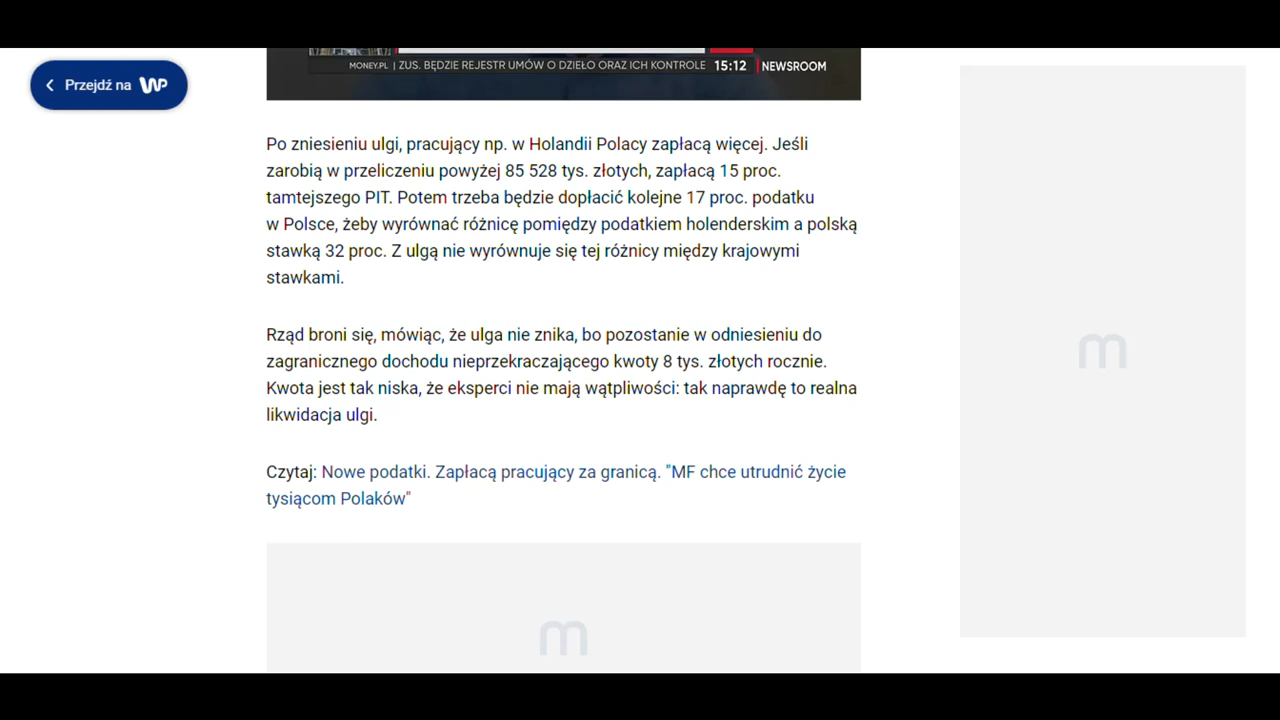 MONEY.PL | ZUS. BĘDZIE REJESTR UMÓW O DZIEŁO ORAZ ICH KONTROLE 15:12 NEWSROOM
Przejdź na WP
Po zniesieniu ulgi, pracujący np. w Holandii Polacy zapłacą więcej. Jeśli
zarobią w przeliczeniu powyżej 85 528 tys. złotych, zapłacą 15 proc.
tamtejszego PIT. Potem trzeba będzie dopłacić kolejne 17 proc. podatku
w Polsce, żeby wyrównać różnicę pomiędzy podatkiem holenderskim a polską
stawką 32 proc. Z ulgą nie wyrównuje się tej różnicy między krajowymi
stawkami.
Rząd broni się, mówiąc, że ulga nie znika, bo pozostanie w odniesieniu do
zagranicznego dochodu nieprzekraczającego kwoty 8 tys. złotych rocznie.
Kwota jest tak niska, że eksperci nie mają wątpliwości: tak naprawdę to realna
likwidacja ulgi.
Czytaj: Nowe podatki. Zapłacą pracujący za granicą. "MF chce utrudnić życie
tysiącom Polaków"
m
m